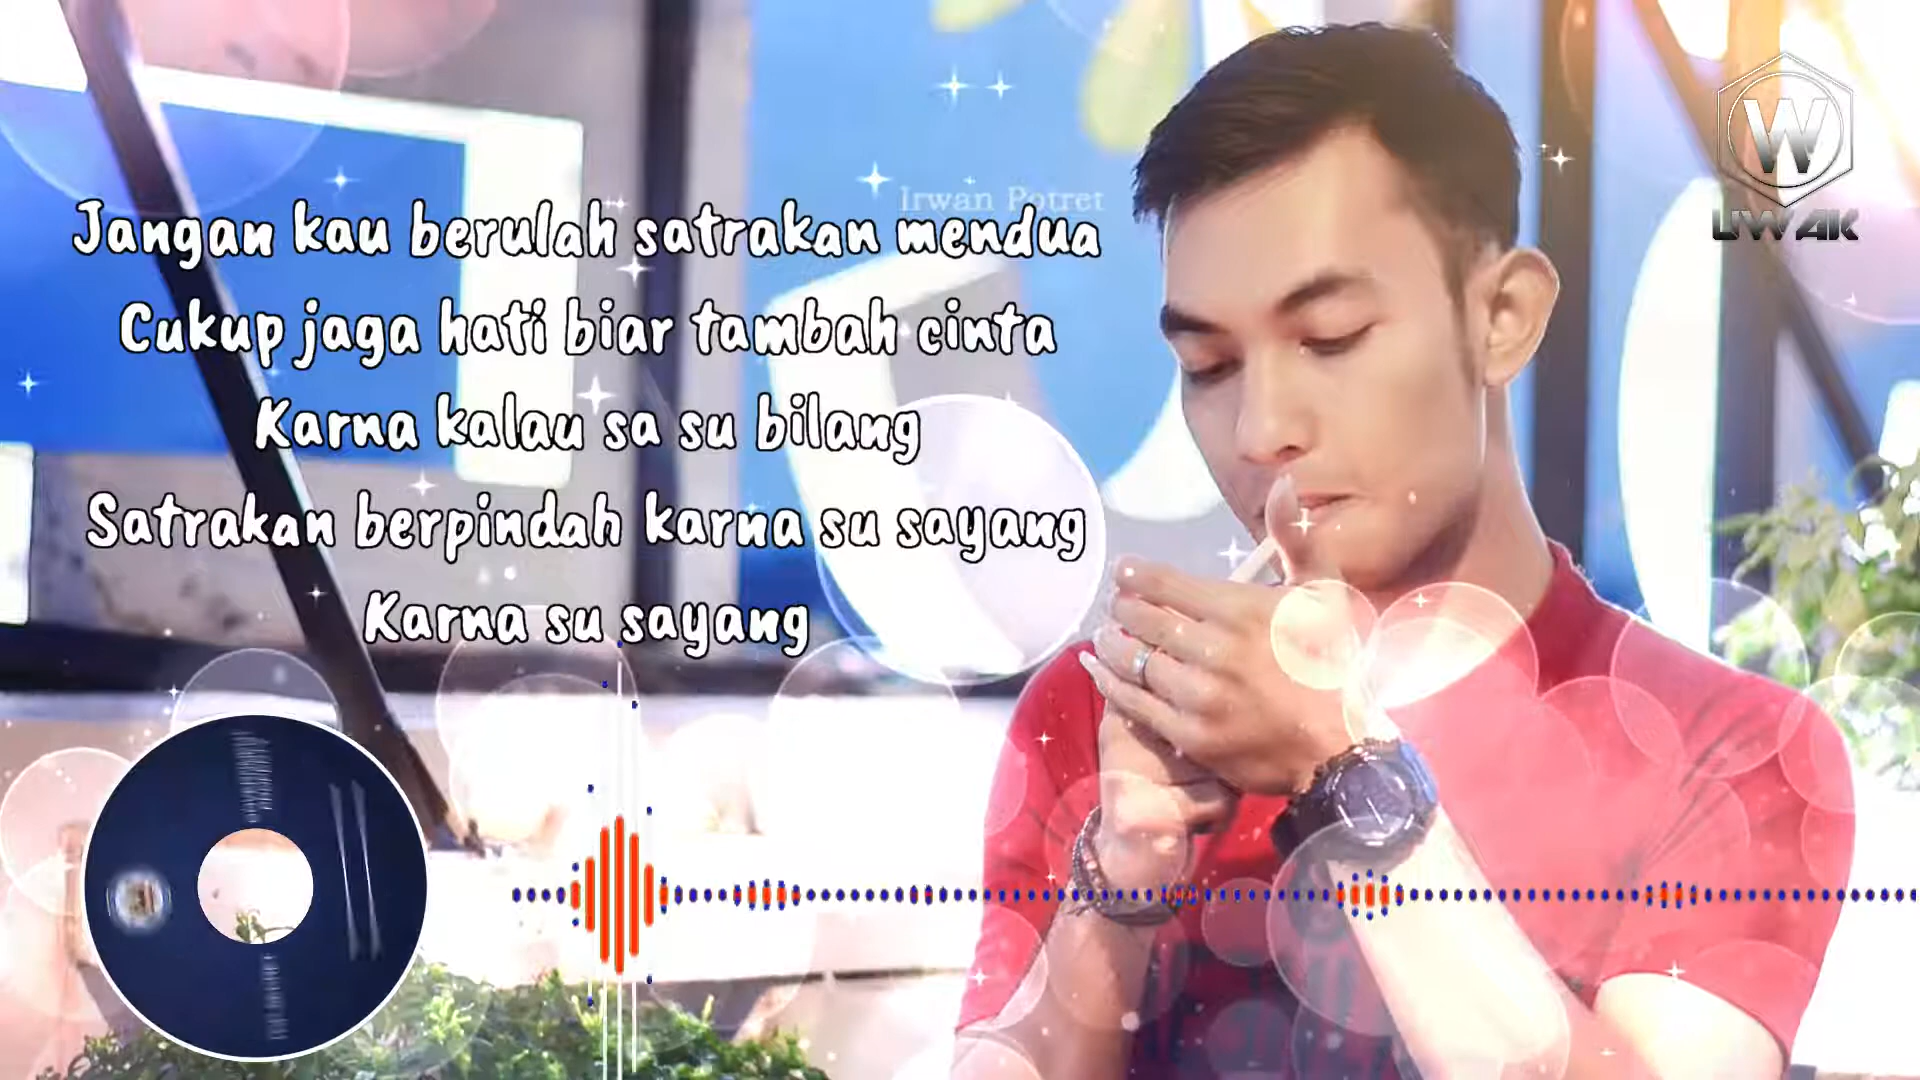 Irwan Potret
W
UWAK
Jangan kau berulah satrakan mendua
Cukup jaga hati biar tambah cinta
Karna kalau sa su bilang
Satrakan berpindah karna su sayang
Karna su sayang